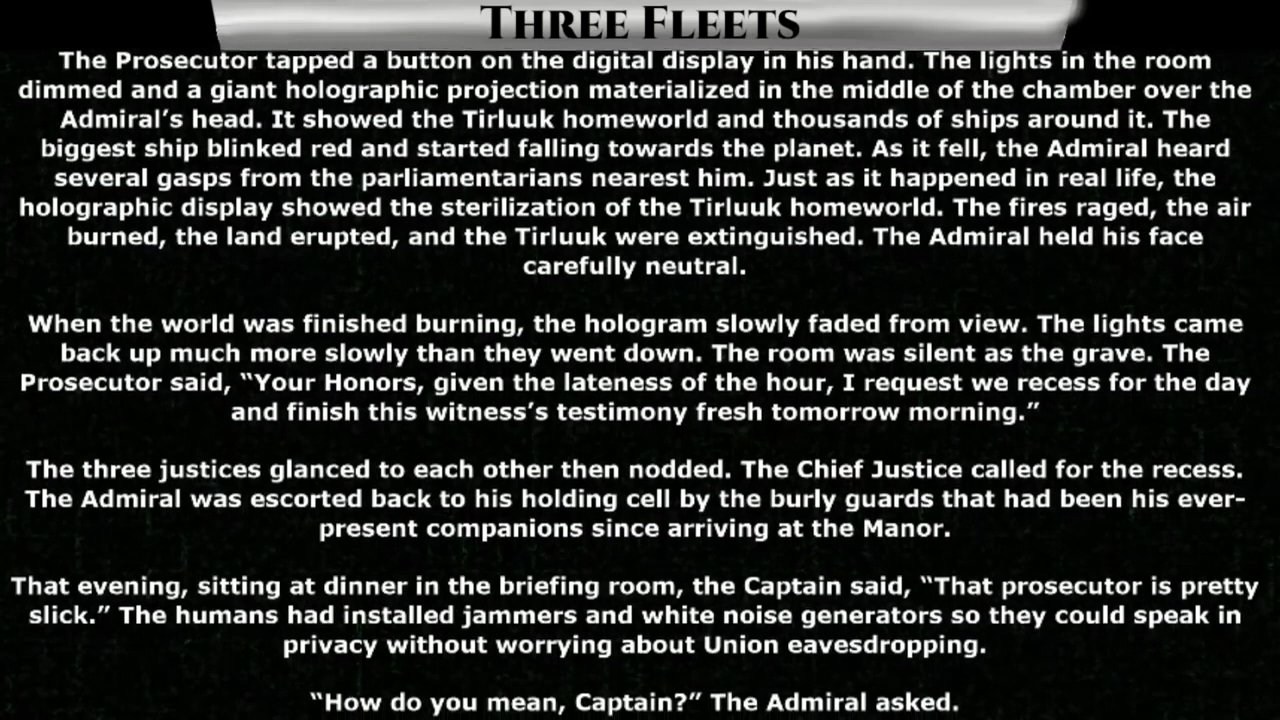 THREE FLEETS
The Prosecutor tapped a button on the digital display in his hand. The lights in the room
dimmed and a giant holographic projection materialized in the middle of the chamber over the
Admiral’s head. It showed the Tirluuk homeworld and thousands of ships around it. The
biggest ship blinked red and started falling towards the planet. As it fell, the Admiral heard
several gasps from the parliamentarians nearest him. Just as it happened in real life, the
holographic display showed the sterilization of the Tirluuk homeworld. The fires raged, the air
burned, the land erupted, and the Tirluuk were extinguished. The Admiral held his face
carefully neutral.
When the world was finished burning, the hologram slowly faded from view. The lights came
back up much more slowly than they went down. The room was silent as the grave. The
Prosecutor said, “Your Honors, given the lateness of the hour, I request we recess for the day
and finish this witness’s testimony fresh tomorrow morning.”
The three justices glanced to each other then nodded. The Chief Justice called for the recess.
The Admiral was escorted back to his holding cell by the burly guards that had been his ever-
present companions since arriving at the Manor.
That evening, sitting at dinner in the briefing room, the Captain said, “That prosecutor is pretty
slick.” The humans had installed jammers and white noise generators so they could speak in
privacy without worrying about Union eavesdropping.
“How do you mean, Captain?” The Admiral asked.